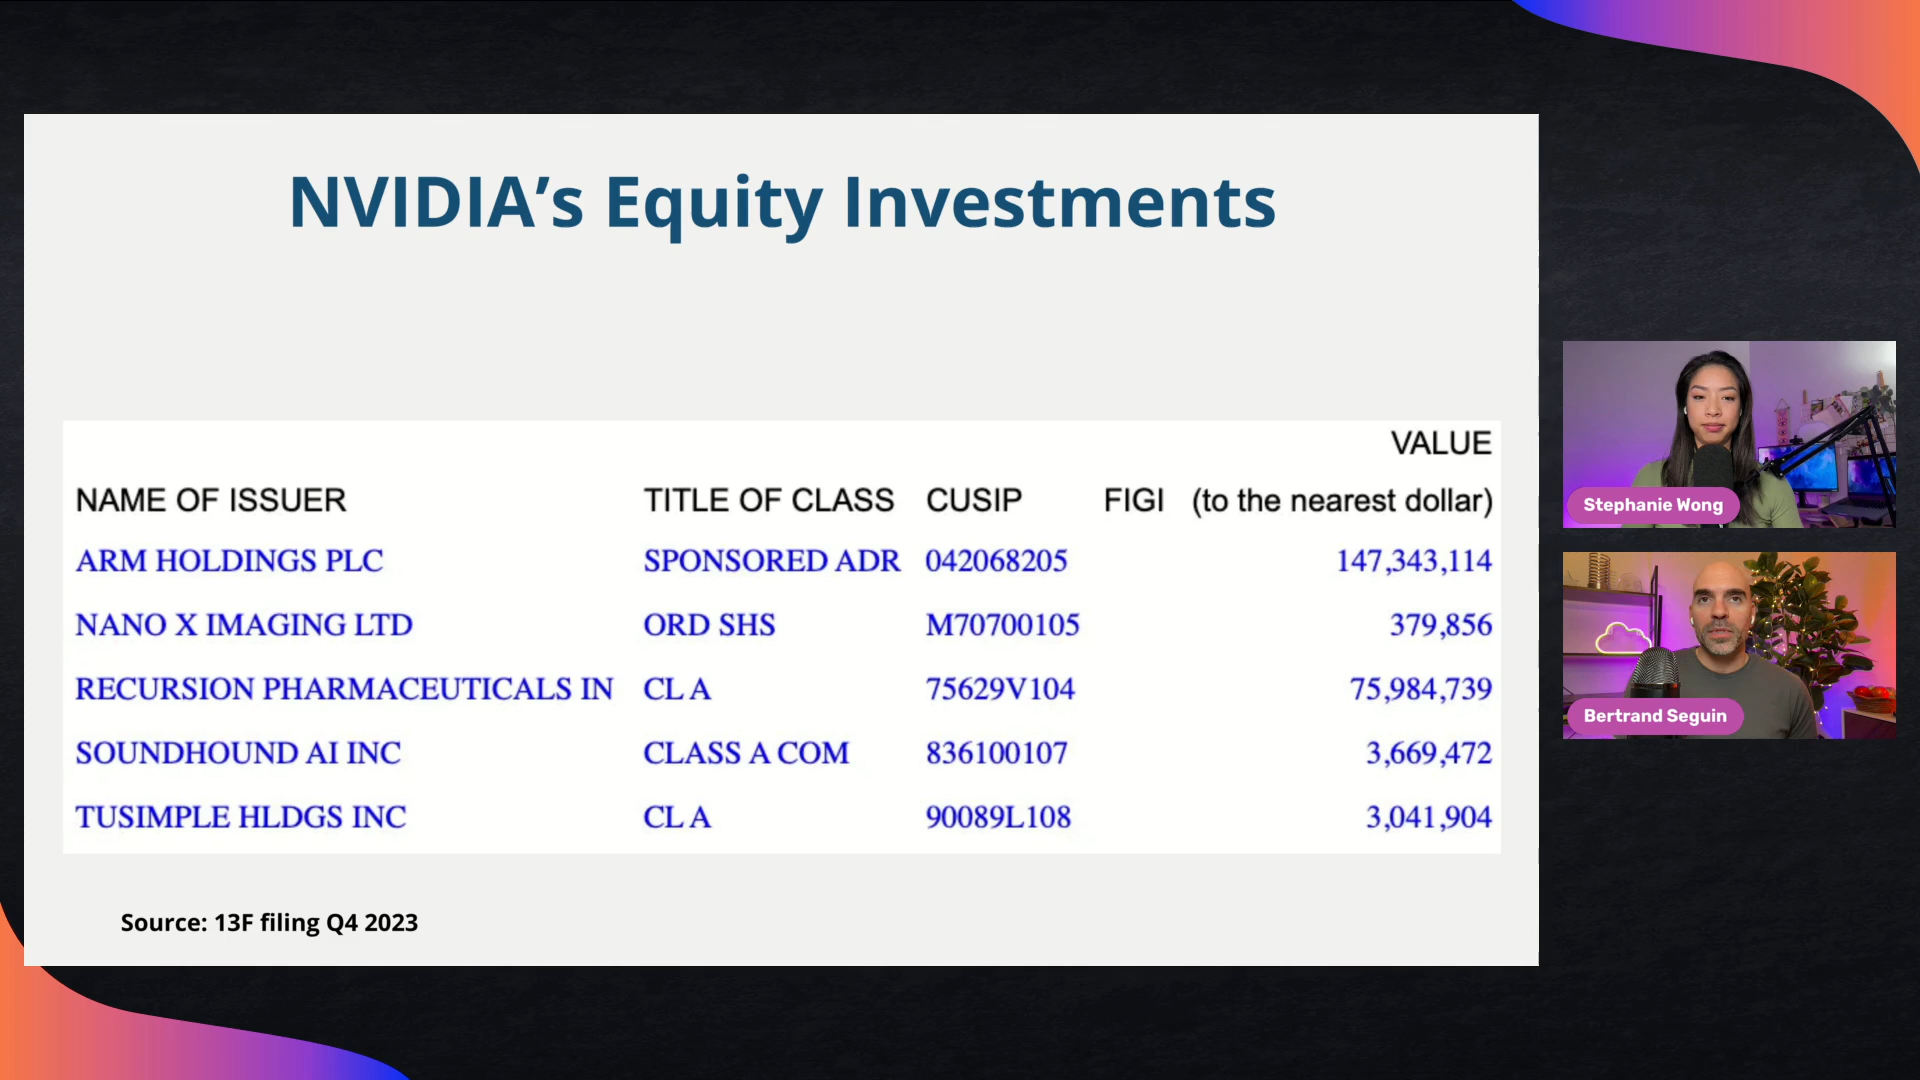 NVIDIA’s Equity Investments
VALUE
NAME OF ISSUER TITLE OF CLASS CUSIP FIGI (to the nearest dollar)
ARM HOLDINGS PLC SPONSORED ADR 042068205 147,343,114
NANO X IMAGING LTD ORD SHS M70700105 379,856
RECURSION PHARMACEUTICALS IN CL A 75629V104 75,984,739
SOUNDHOUND AI INC CLASS A COM 836100107 3,669,472
TUSIMPLE HLDGS INC CL A 90089L108 3,041,904
Source: 13F filing Q4 2023
Stephanie Wong
Bertrand Seguin